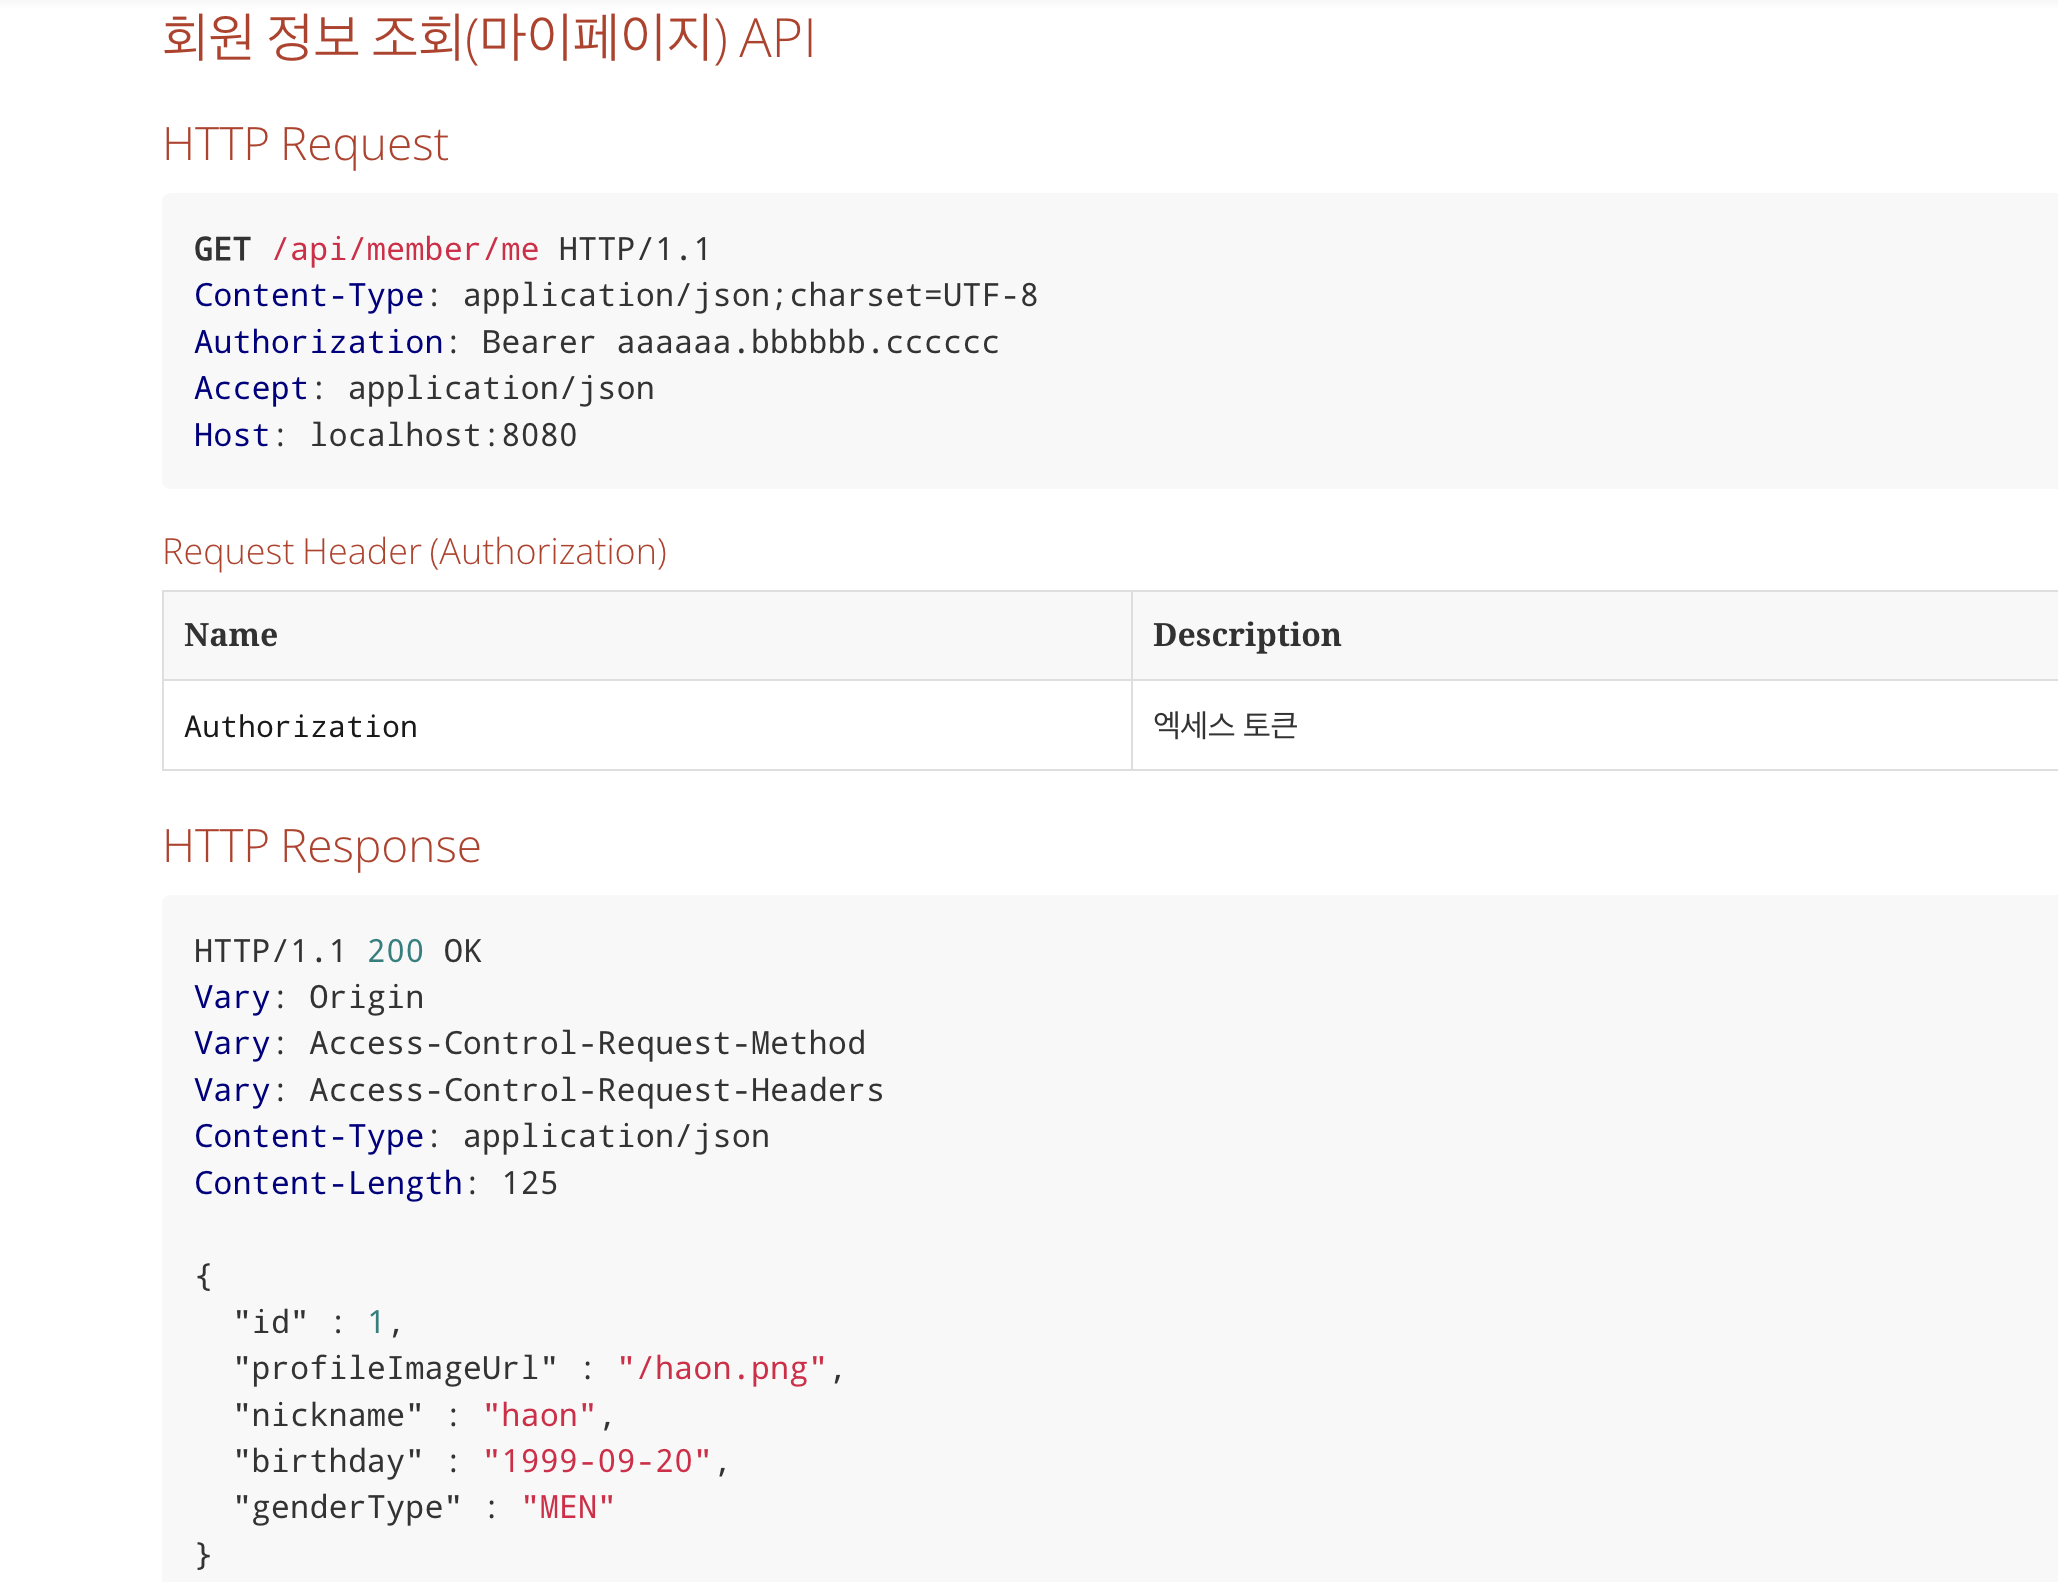 회원 정보 조회(마이페이지) API
HTTP Request
GET /api/member/me HTTP/1.1
Content-Type: application/json;charset=UTF-8
Authorization: Bearer aaaaaa.bbbbbb.cccccc
Accept: application/json
Host: localhost:8080
Request Header (Authorization)
Name Description
Authorization 엑세스 토큰
HTTP Response
HTTP/1.1 200 OK
Vary: Origin
Vary: Access-Control-Request-Method
Vary: Access-Control-Request-Headers
Content-Type: application/json
Content-Length: 125
{
  "id" : 1,
  "profileImageUrl" : "/haon.png",
  "nickname" : "haon",
  "birthday" : "1999-09-20",
  "genderType" : "MEN"
}